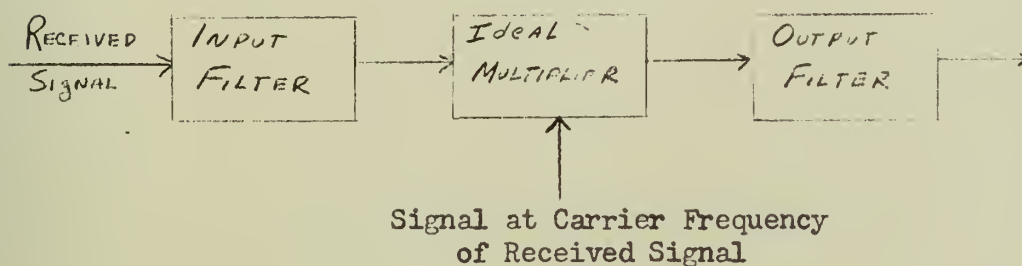 RECEIVED
SIGNAL
INPUT
FILTER
IDEAL
MULTIPLIER
OUTPUT
FILTER
Signal at Carrier Frequency
of Received Signal